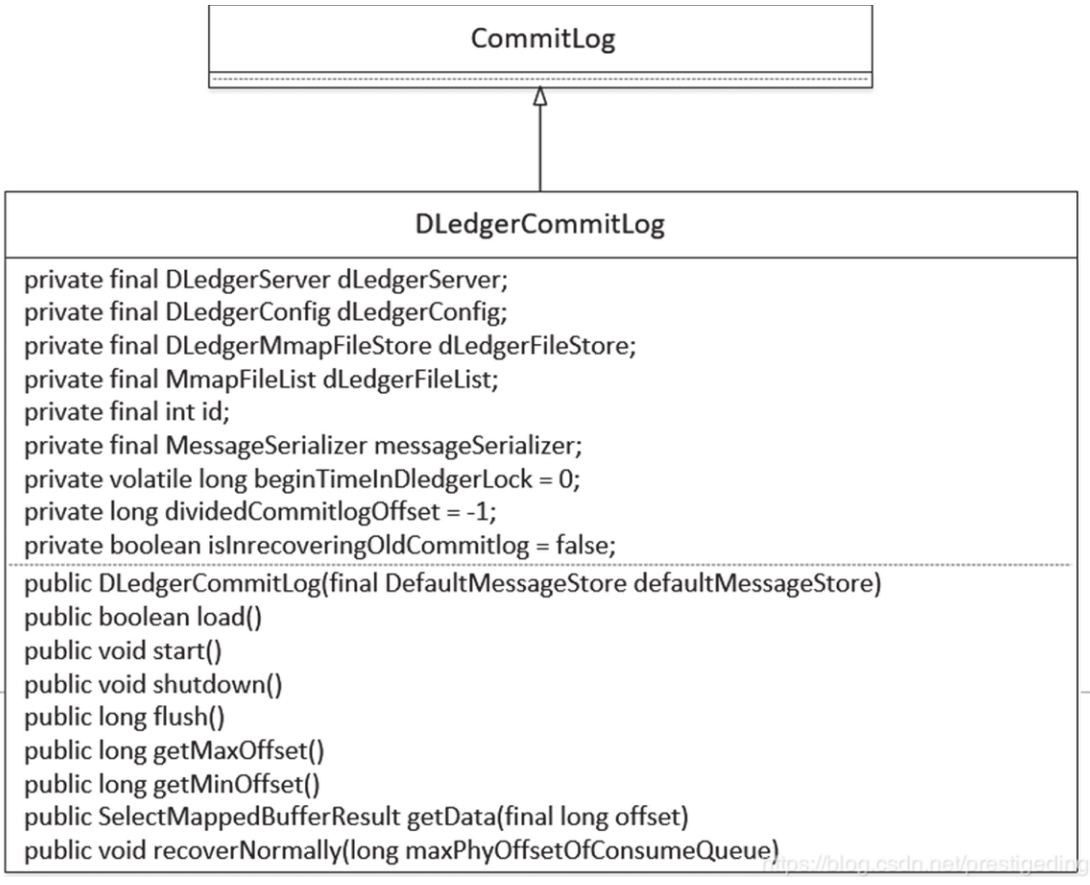 CommitLog
DLedgerCommitLog
private final DLedgerServer dLedgerServer;
private final DLedgerConfig dLedgerConfig;
private final DLedgerMmapFileStore dLedgerFileStore;
private final MmapFileList dLedgerFileList;
private final int id;
private final MessageSerializer messageSerializer;
private volatile long beginTimeInDledgerLock = 0;
private long dividedCommitlogOffset = -1;
private boolean isInrecoveringOldCommitlog = false;
public DLedgerCommitLog(final DefaultMessageStore defaultMessageStore)
public boolean load()
public void start()
public void shutdown()
public long flush()
public long getMaxOffset()
public long getMinOffset()
public SelectMappedBufferResult getData(final long offset)
public void recoverNormally(long maxPhyOffsetOfConsumeQueue)
https://blog.csdn.net/prestigeding